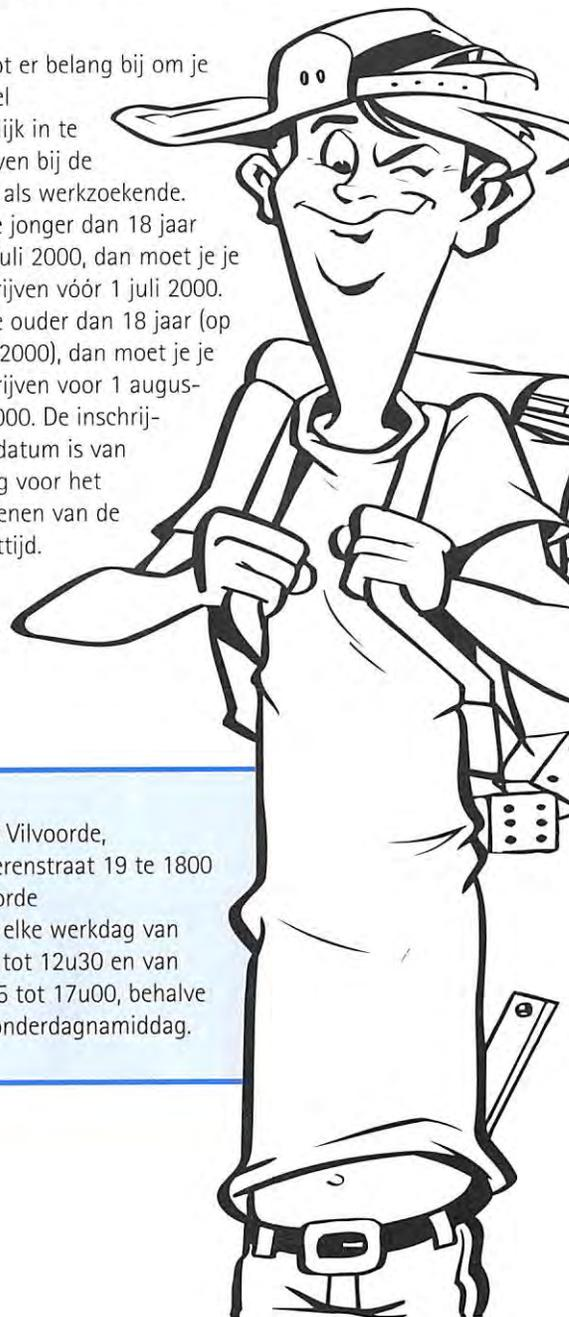 ot er belang bij om je
el
lijk in te
ven bij de
als werkzoekende.
e jonger dan 18 jaar
uli 2000, dan moet je je
rijven vóór 1 juli 2000.
e ouder dan 18 jaar (op
2000), dan moet je je
rijven voor 1 augus-
000. De inschrij-
datum is van
g voor het
enen van de
ttijd.
Vilvoorde,
erenstraat 19 te 1800
orde
elke werkdag van
tot 12u30 en van
5 tot 17u00, behalve
onderdagnamiddag.